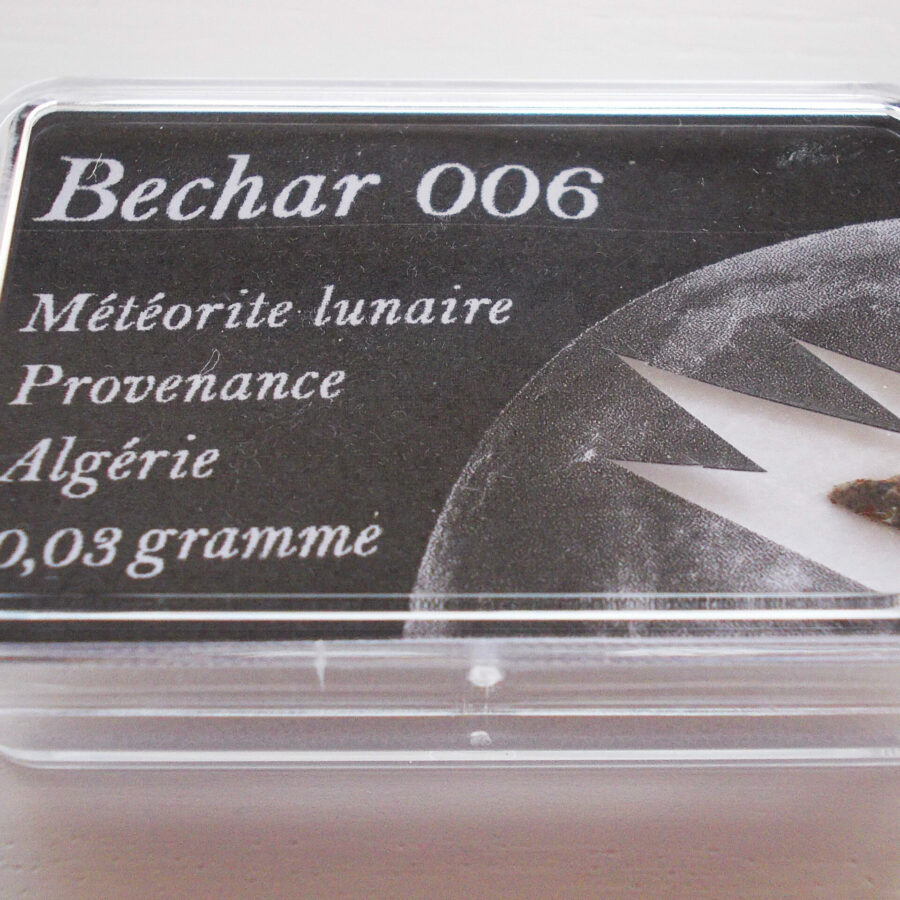 Bechar 006
Météorite lunaire
Provenance
Algérie
0,03 gramme